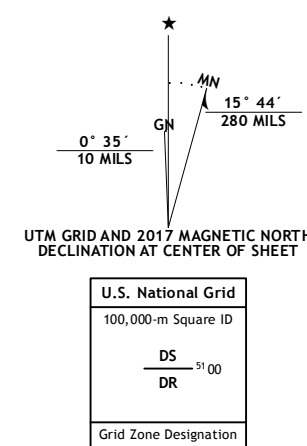 ★
MN
15° 44´
280 MILS
GN
0° 35´
10 MILS
UTM GRID AND 2017 MAGNETIC NORTH
DECLINATION AT CENTER OF SHEET
U.S. National Grid
100,000-m Square ID
DS
51 00
DR
Grid Zone Designation